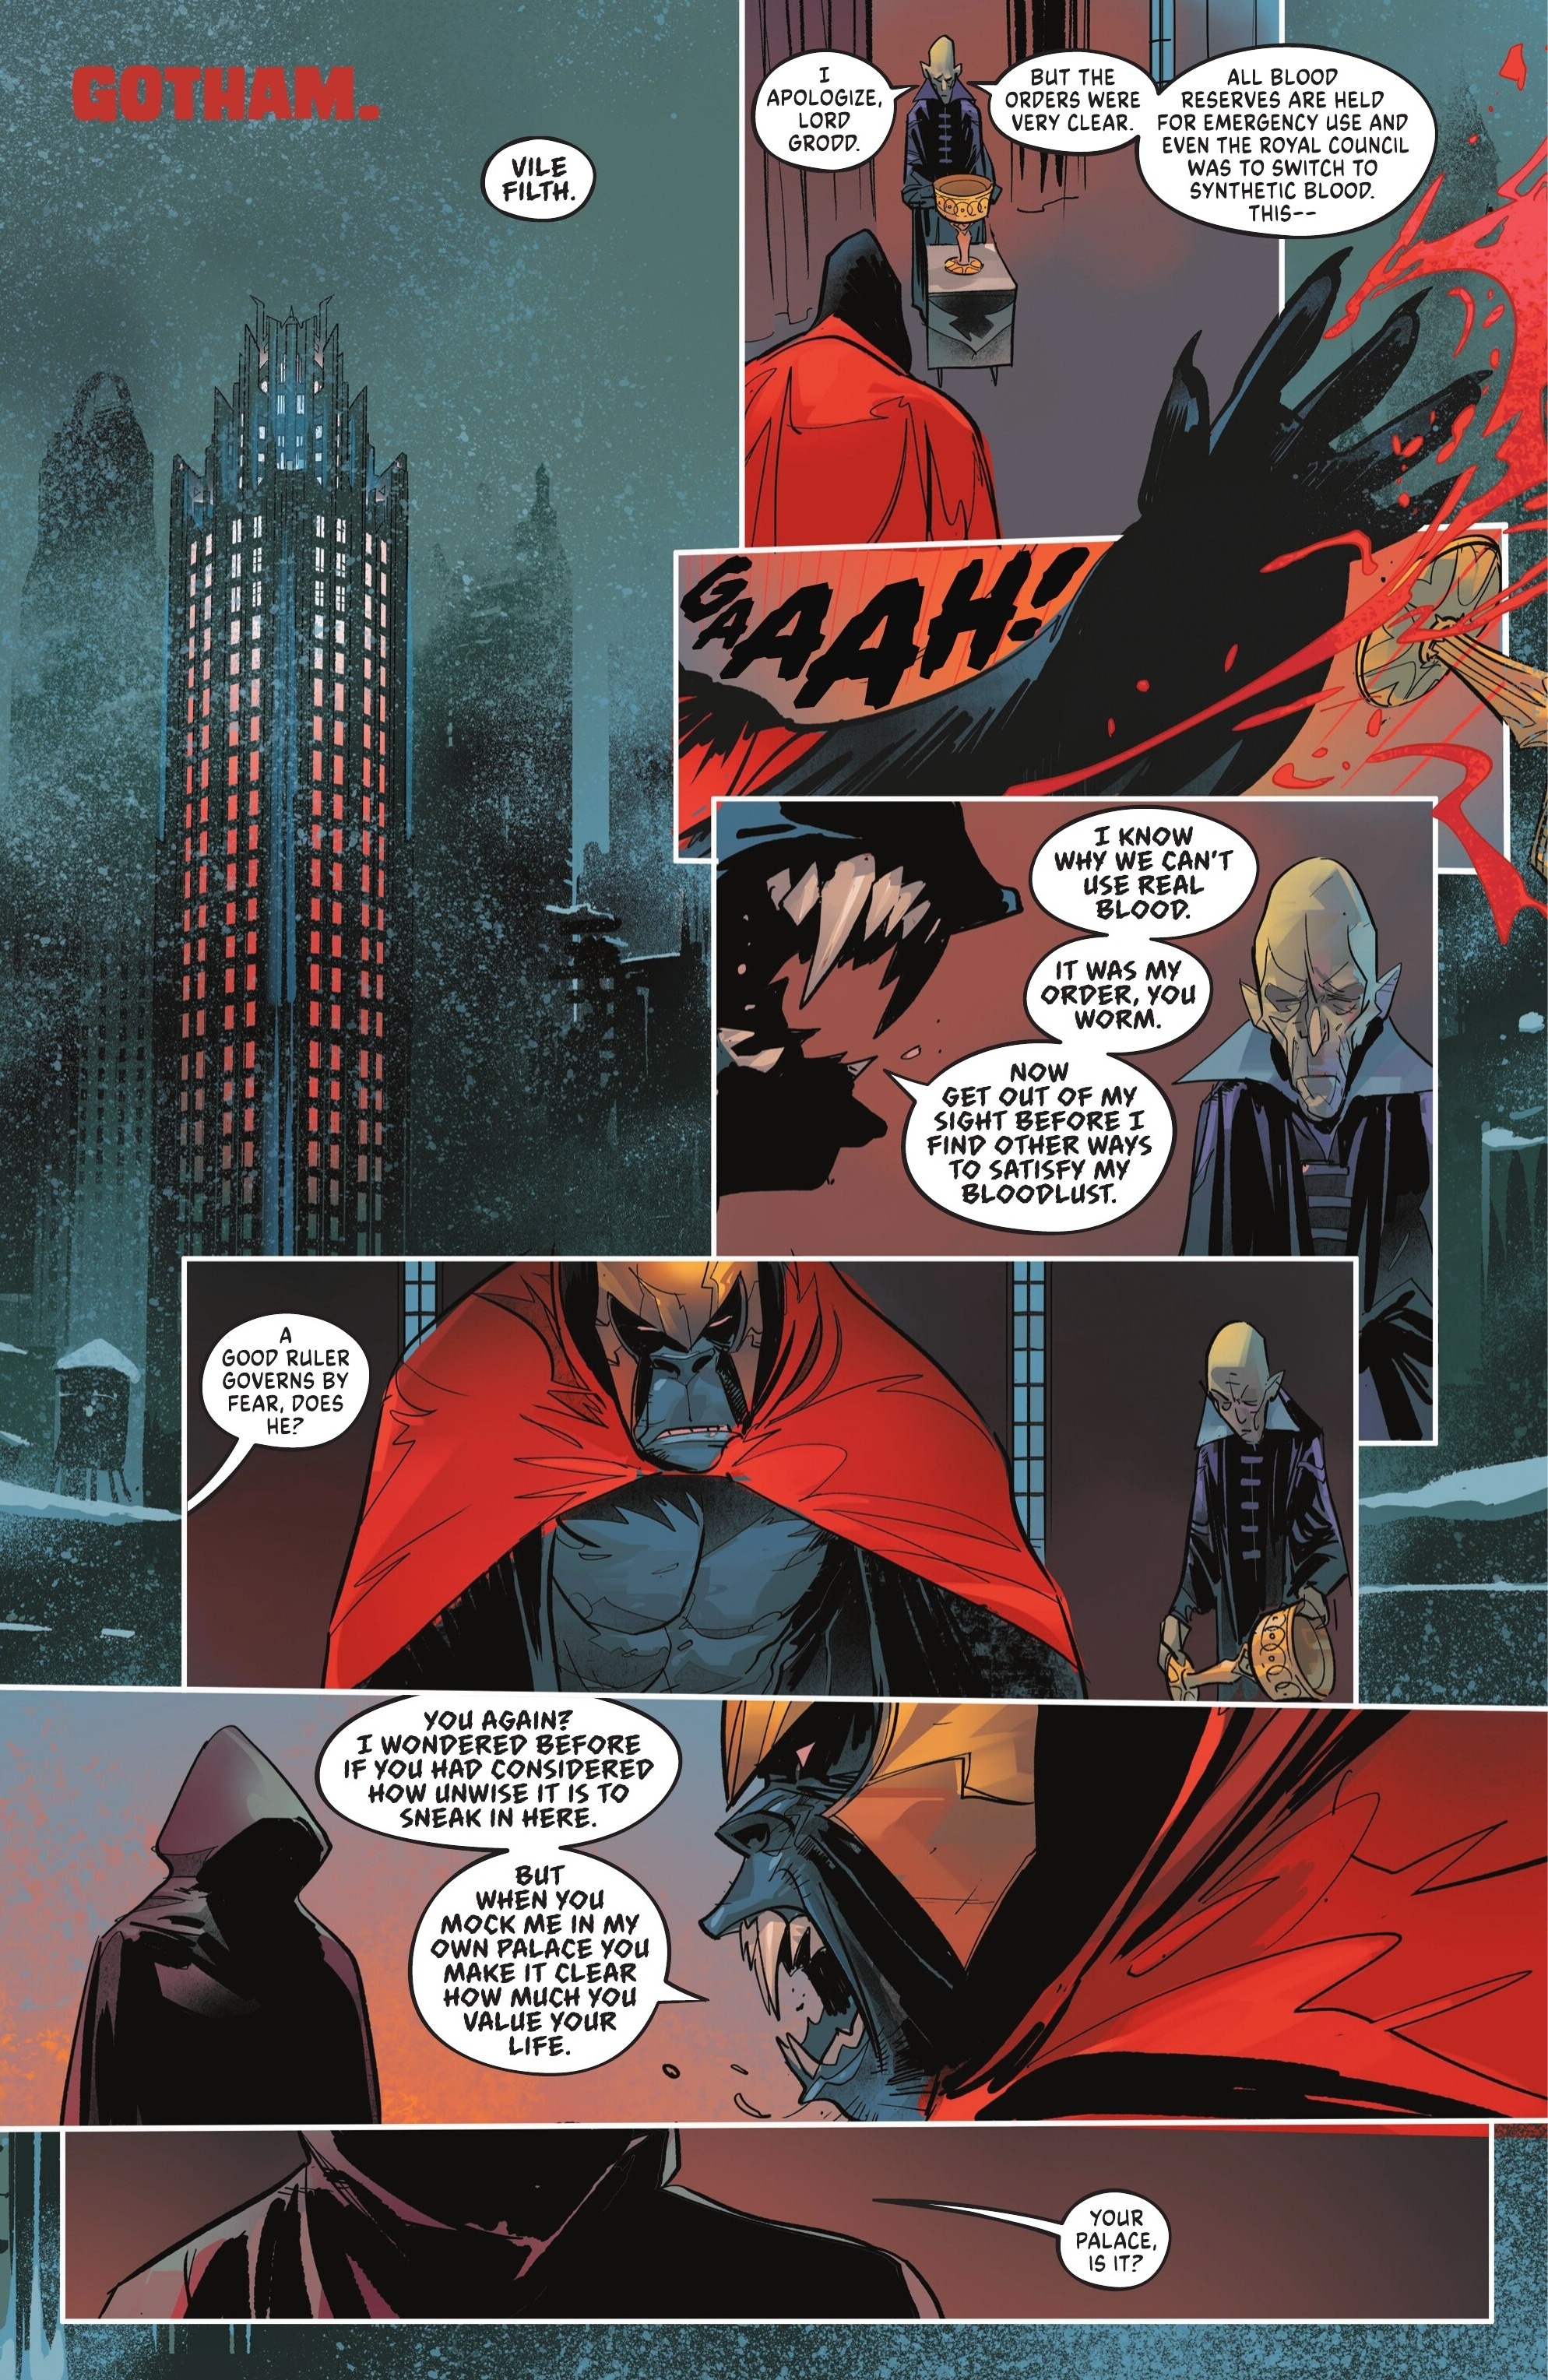 GOTHAM.
VILE
FILTH.
I
APOLOGIZE,
LORD
GRODD.
BUT THE
ORDERS WERE
VERY CLEAR.
ALL BLOOD
RESERVES ARE HELD
FOR EMERGENCY USE AND
EVEN THE ROYAL COUNCIL
WAS TO SWITCH TO
SYNTHETIC BLOOD.
THIS--
GAAAAH!
I KNOW
WHY WE CAN'T
USE REAL
BLOOD.
IT WAS MY
ORDER, YOU
WORM.
NOW
GET OUT OF MY
SIGHT BEFORE I
FIND OTHER WAYS
TO SATISFY MY
BLOODLUST.
A
GOOD RULER
GOVERNS BY
FEAR, DOES
HE?
YOU AGAIN?
I WONDERED BEFORE
IF YOU HAD CONSIDERED
HOW UNWISE IT IS TO
SNEAK IN HERE.
BUT
WHEN YOU
MOCK ME IN MY
OWN PALACE YOU
MAKE IT CLEAR
HOW MUCH YOU
VALUE YOUR
LIFE.
YOUR
PALACE,
IS IT?